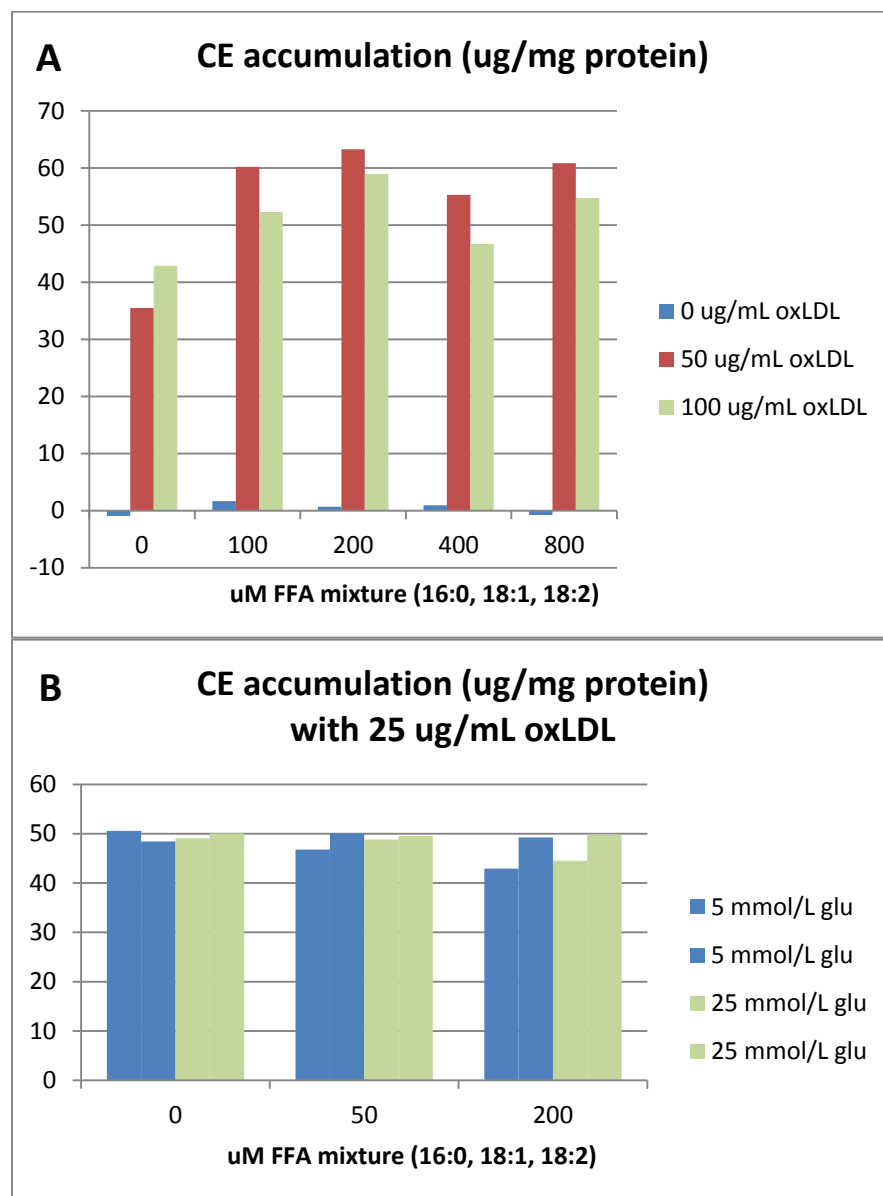 A
CE accumulation (ug/mg protein)
70
60
50
40
30
20
10
0
-10
0 100 200 400 800
uM FFA mixture (16:0, 18:1, 18:2)
0 ug/mL oxLDL
50 ug/mL oxLDL
100 ug/mL oxLDL
B
CE accumulation (ug/mg protein)
with 25 ug/mL oxLDL
60
50
40
30
20
10
0
0 50 200
uM FFA mixture (16:0, 18:1, 18:2)
5 mmol/L glu
5 mmol/L glu
25 mmol/L glu
25 mmol/L glu